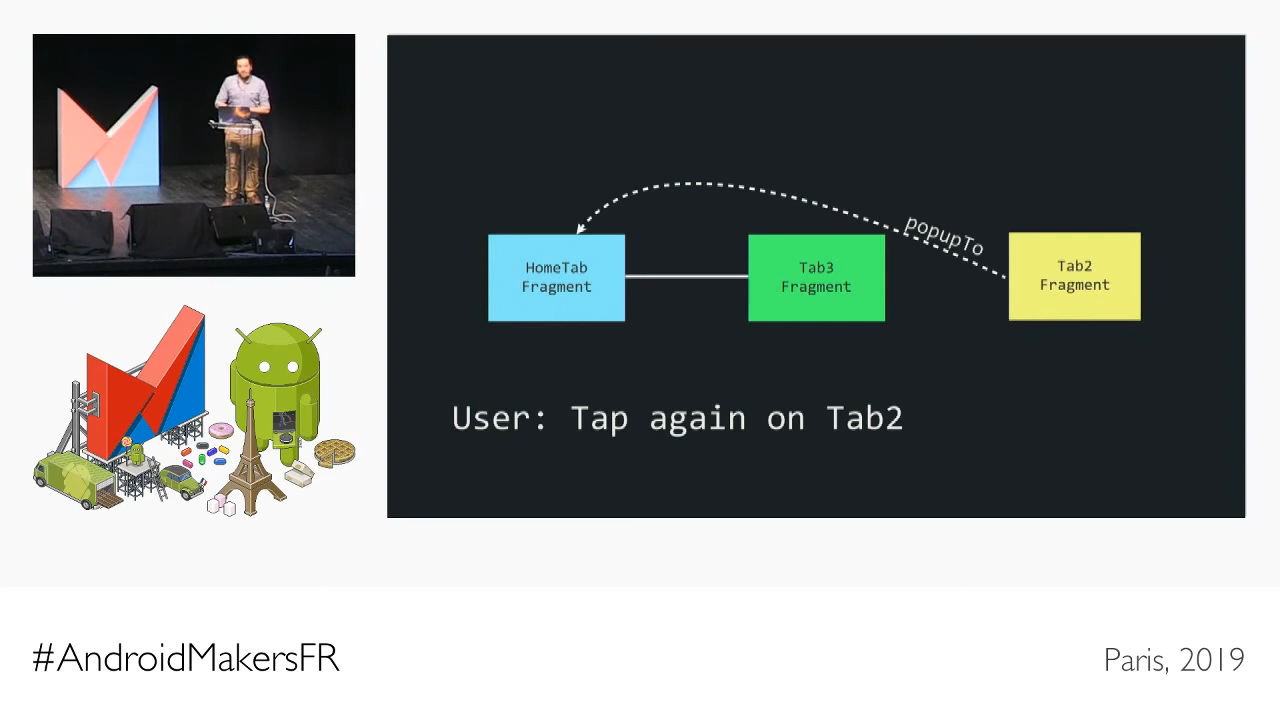 popupTo
HomeTab
Fragment
Tab3
Fragment
Tab2
Fragment
User: Tap again on Tab2
#AndroidMakersFR
Paris, 2019